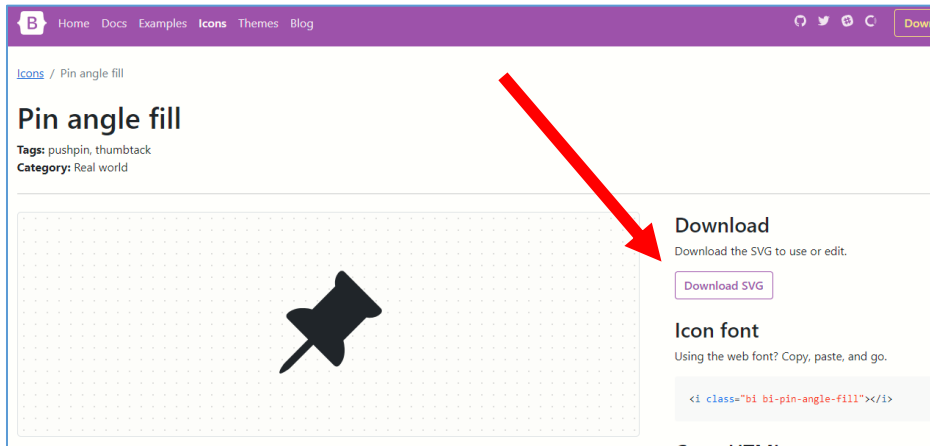 B Home Docs Examples Icons Themes Blog
Icons / Pin angle fill
Pin angle fill
Tags: pushpin, thumbtack
Category: Real world
Download
Download the SVG to use or edit.
Download SVG
Icon font
Using the web font? Copy, paste, and go.
<i class="bi bi-pin-angle-fill"></i>